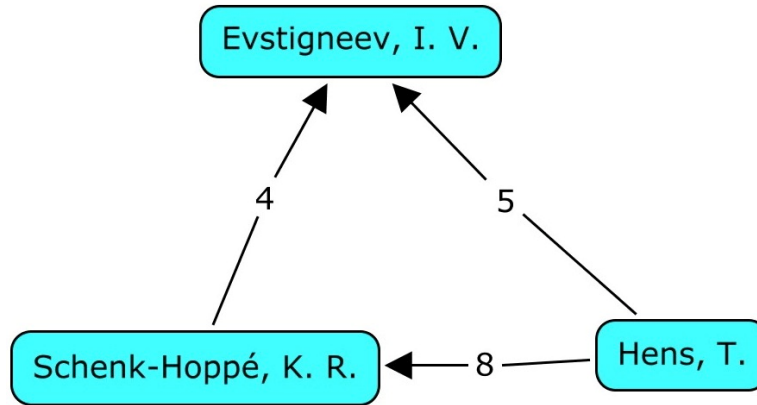 Evstigneev, I. V.
4
5
Schenk-Hoppé, K. R.
8
Hens, T.